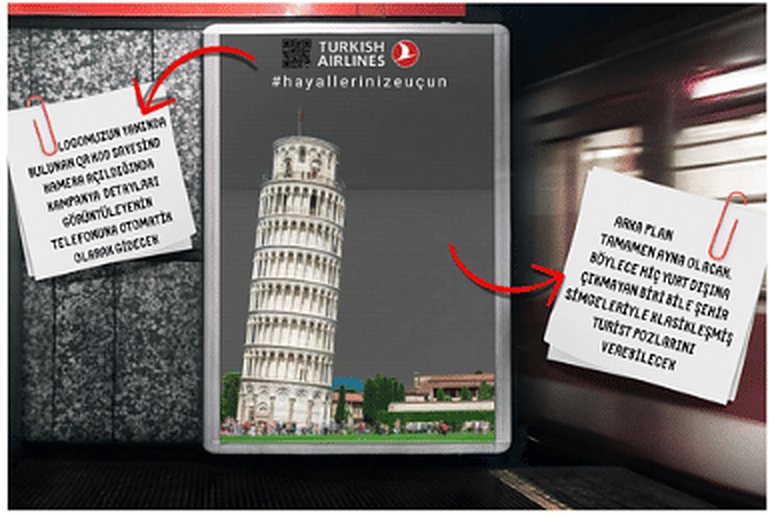 TURKISH
AIRLINES
#hayallerinizeuçun
LOGOMUZUN YANINDA
BULUNAN QR KOD SAYESİND
KAMERA AÇILDIĞINDA
KAMPANYA DETAYLARI
GÖRÜNTÜLEYENİN
TELEFONUNA OTOMATİK
OLARAK GİDECEK
ARKA PLAN
TAMAMEN AYNA OLACAK.
BÖYLECE HİÇ YURT DIŞINA
ÇIKMAYAN BİRİ BİLE ŞEHİR
SİMGELERİYLE KLASİKLEŞMİŞ
TURİST POZLARINI
VEREBİLECEK